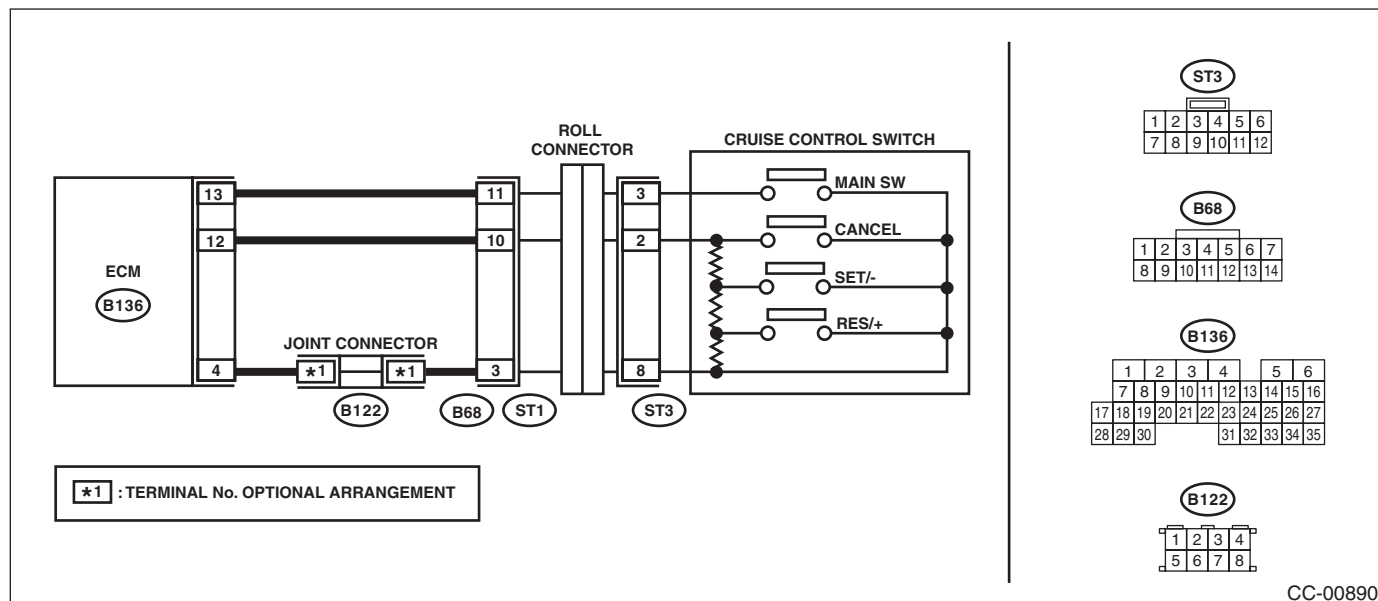 ROLL
CONNECTOR
CRUISE CONTROL SWITCH
13
11
3
MAIN SW
12
10
2
CANCEL
ECM
B136
SET/-
RES/+
JOINT CONNECTOR
4
*1
*1
3
8
B122
B68
ST1
ST3
*1 : TERMINAL No. OPTIONAL ARRANGEMENT
ST3
1 2 3 4 5 6
7 8 9 10 11 12
B68
1 2 3 4 5 6 7
8 9 10 11 12 13 14
B136
1 2 3 4 5 6
7 8 9 10 11 12 13 14 15 16
17 18 19 20 21 22 23 24 25 26 27
28 29 30 31 32 33 34 35
B122
1 2 3 4
5 6 7 8
CC-00890